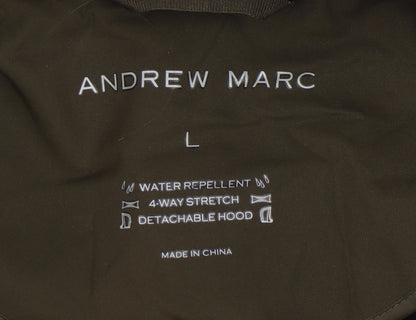 ANDREW MARC
L
WATER REPELLENT
4-WAY STRETCH
DETACHABLE HOOD
MADE IN CHINA